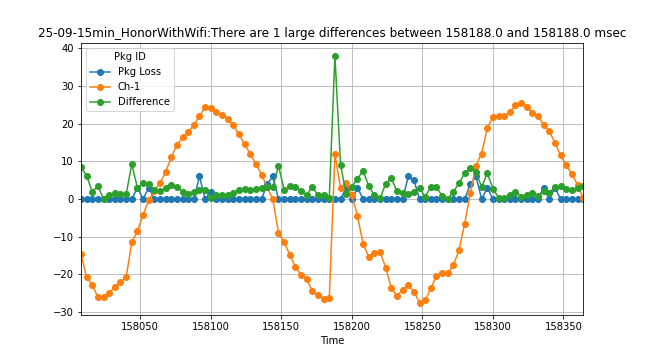 25-09-15min_HonorWithWifi:There are 1 large differences between 158188.0 and 158188.0 msec
40
30
20
10
0
−10
−20
−30
Pkg ID
Pkg Loss
Ch-1
Difference
158050 158100 158150 158200 158250 158300 158350
Time